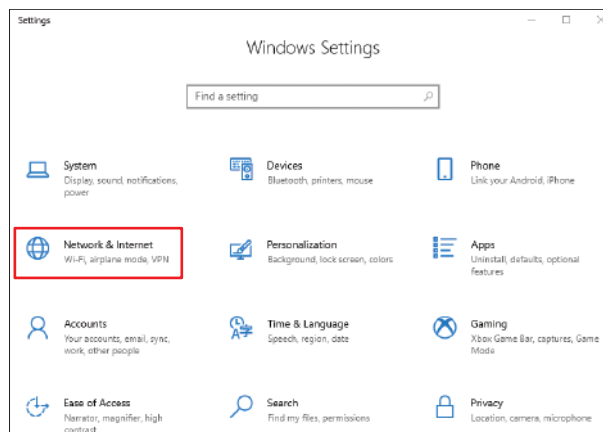 Settings
Windows Settings
Find a setting
System
Display, sound, notifications,
power
Devices
Bluetooth, printers, mouse
Phone
Link your Android, iPhone
Network & Internet
Wi-Fi, airplane mode, VPN
Personalization
Background, lock screen, colors
Apps
Uninstall, defaults, optional
features
Accounts
Your accounts, email, sync,
work, other people
Time & Language
Speech, region, date
Gaming
Xbox Game Bar, captures, Game
Mode
Ease of Access
Narrator, magnifier, high
contrast
Search
Find my files, permissions
Privacy
Location, camera, microphone